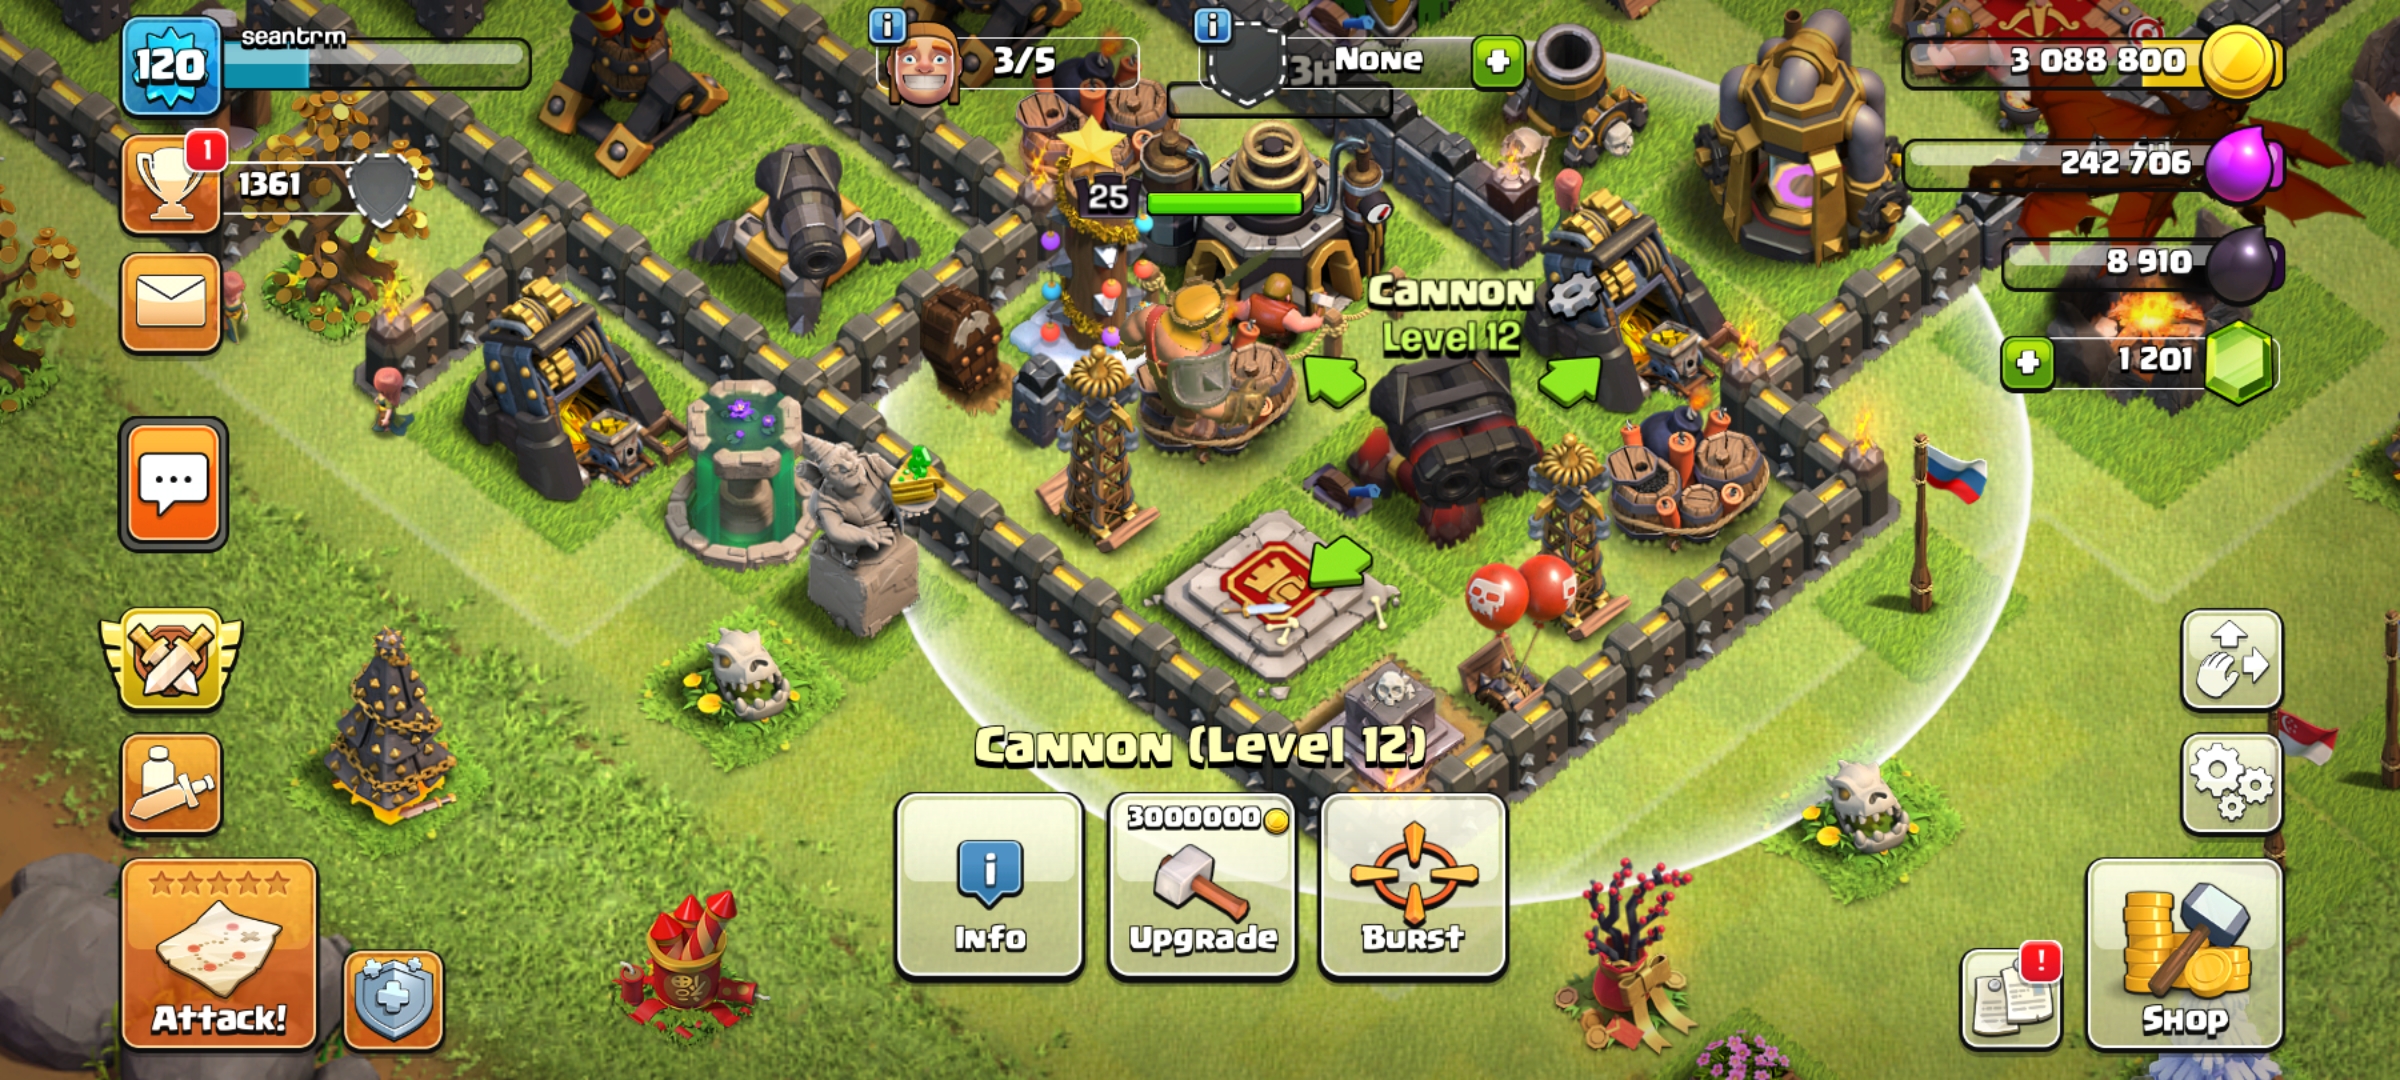 120
seantrm
3/5
3H
None
3 088 800
1
1361
25
242 706
8 910
1 201
Cannon
Level 12
Cannon (Level 12)
Info
3000000
Upgrade
Burst
Attack!
!
Shop